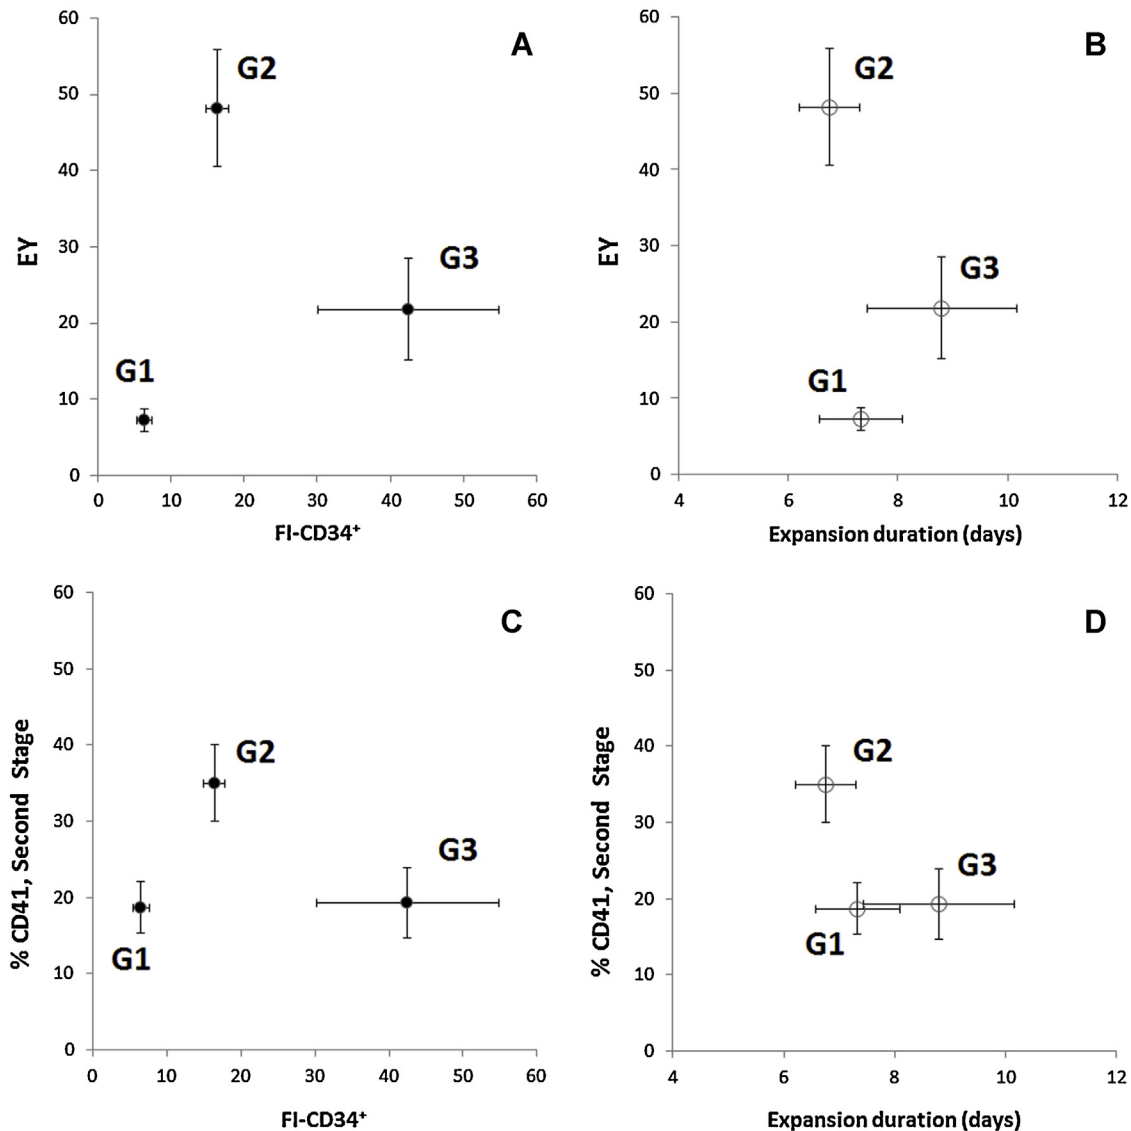 A
60
50
40
30
20
10
0
EY
G2
G3
G1
0 10 20 30 40 50 60
FI-CD34⁺
B
60
50
40
30
20
10
0
EY
G2
G3
G1
4 6 8 10 12
Expansion duration (days)
C
60
50
40
30
20
10
0
% CD41, Second Stage
G2
G3
G1
0 10 20 30 40 50 60
FI-CD34⁺
D
60
50
40
30
20
10
0
% CD41, Second Stage
G2
G3
G1
4 6 8 10 12
Expansion duration (days)